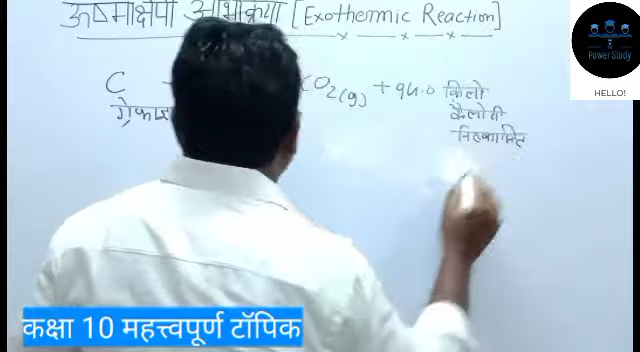 ऊष्माक्षेपी अभिक्रिया [Exothermic Reaction]
C
CO₂(g) + 94.0 किलो
कैलोरी
निष्कासित
ग्रेफाइ
Power Study
HELLO!
कक्षा 10 महत्त्वपूर्ण टॉपिक